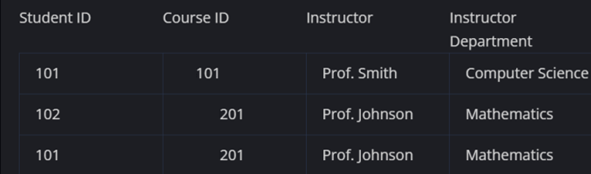 Student ID Course ID Instructor Instructor
Department
101 101 Prof. Smith Computer Science
102 201 Prof. Johnson Mathematics
101 201 Prof. Johnson Mathematics